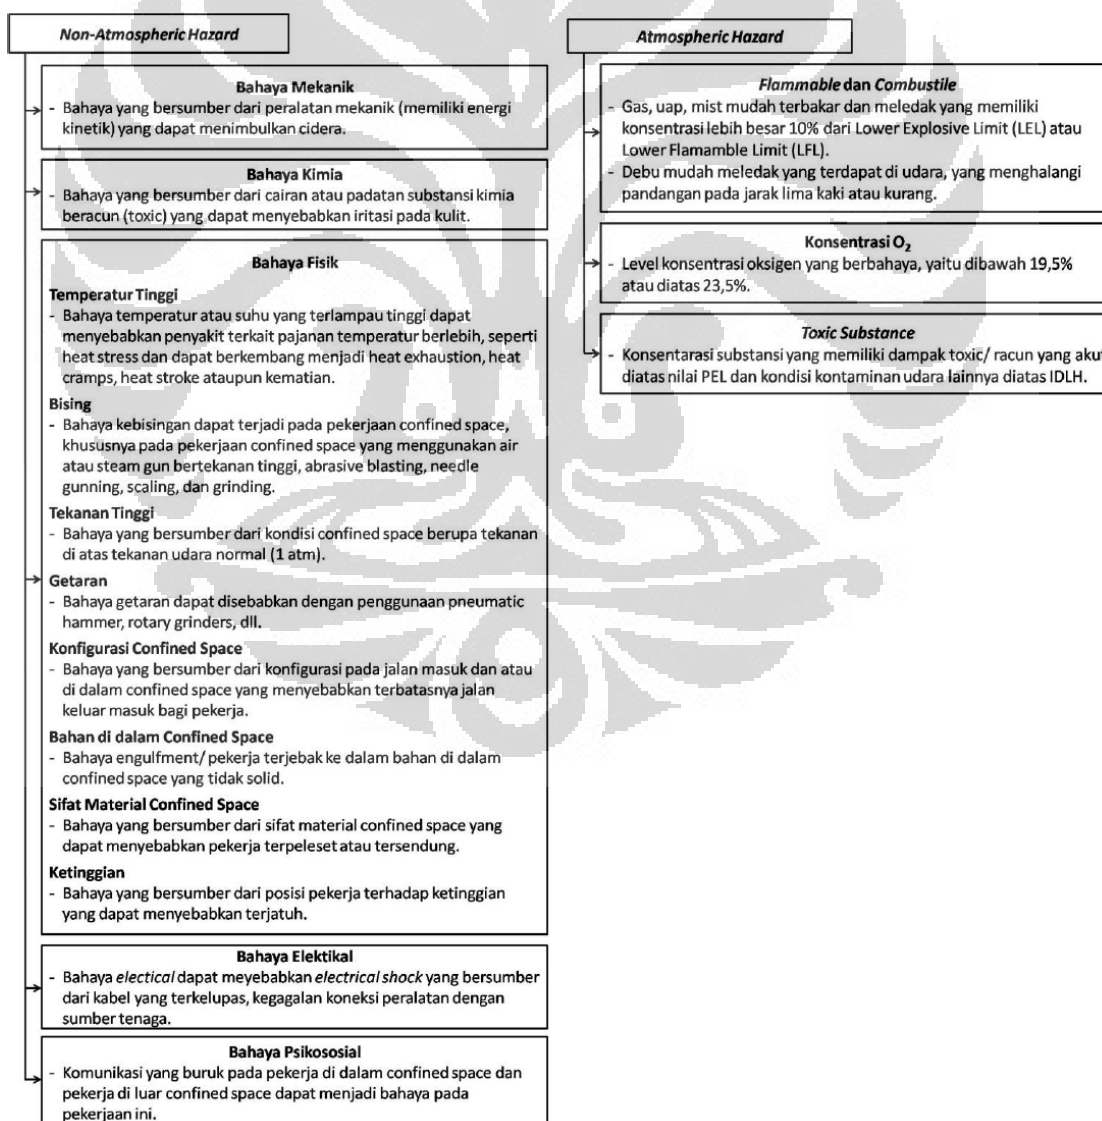 Non-Atmospheric Hazard
Bahaya Mekanik
- Bahaya yang bersumber dari peralatan mekanik (memiliki energi
kinetik) yang dapat menimbulkan cidera.
Bahaya Kimia
- Bahaya yang bersumber dari cairan atau padatan substansi kimia
beracun (toxic) yang dapat menyebabkan iritasi pada kulit.
Bahaya Fisik
Temperatur Tinggi
- Bahaya temperatur atau suhu yang terlampau tinggi dapat
menyebabkan penyakit terkait pajanan temperatur berlebih, seperti
heat stress dan dapat berkembang menjadi heat exhaustion, heat
cramps, heat stroke ataupun kematian.
Bising
- Bahaya kebisingan dapat terjadi pada pekerjaan confined space,
khususnya pada pekerjaan confined space yang menggunakan air
atau steam gun bertekanan tinggi, abrasive blasting, needle
gunning, scaling, dan grinding.
Tekanan Tinggi
- Bahaya yang bersumber dari kondisi confined space berupa tekanan
di atas tekanan udara normal (1 atm).
Getaran
- Bahaya getaran dapat disebabkan dengan penggunaan pneumatic
hammer, rotary grinders, dll.
Konfigurasi Confined Space
- Bahaya yang bersumber dari konfigurasi pada jalan masuk dan atau
di dalam confined space yang menyebabkan terbatasnya jalan
keluar masuk bagi pekerja.
Bahan di dalam Confined Space
- Bahaya engulfment/ pekerja terjebak ke dalam bahan di dalam
confined space yang tidak solid.
Sifat Material Confined Space
- Bahaya yang bersumber dari sifat material confined space yang
dapat menyebabkan pekerja terpeleset atau tersendung.
Ketinggian
- Bahaya yang bersumber dari posisi pekerja terhadap ketinggian
yang dapat menyebabkan terjatuh.
Bahaya Elektikal
- Bahaya electical dapat meyebabkan electrical shock yang bersumber
dari kabel yang terkelupas, kegagalan koneksi peralatan dengan
sumber tenaga.
Bahaya Psikososial
- Komunikasi yang buruk pada pekerja di dalam confined space dan
pekerja di luar confined space dapat menjadi bahaya pada
pekerjaan ini.
Atmospheric Hazard
Flammable dan Combustile
- Gas, uap, mist mudah terbakar dan meledak yang memiliki
konsentrasi lebih besar 10% dari Lower Explosive Limit (LEL) atau
Lower Flamamble Limit (LFL).
- Debu mudah meledak yang terdapat di udara, yang menghalangi
pandangan pada jarak lima kaki atau kurang.
Konsentrasi O₂
- Level konsentrasi oksigen yang berbahaya, yaitu dibawah 19,5%
atau diatas 23,5%.
Toxic Substance
- Konsentarasi substansi yang memiliki dampak toxic/ racun yang akut
diatas nilai PEL dan kondisi kontaminan udara lainnya diatas IDLH.